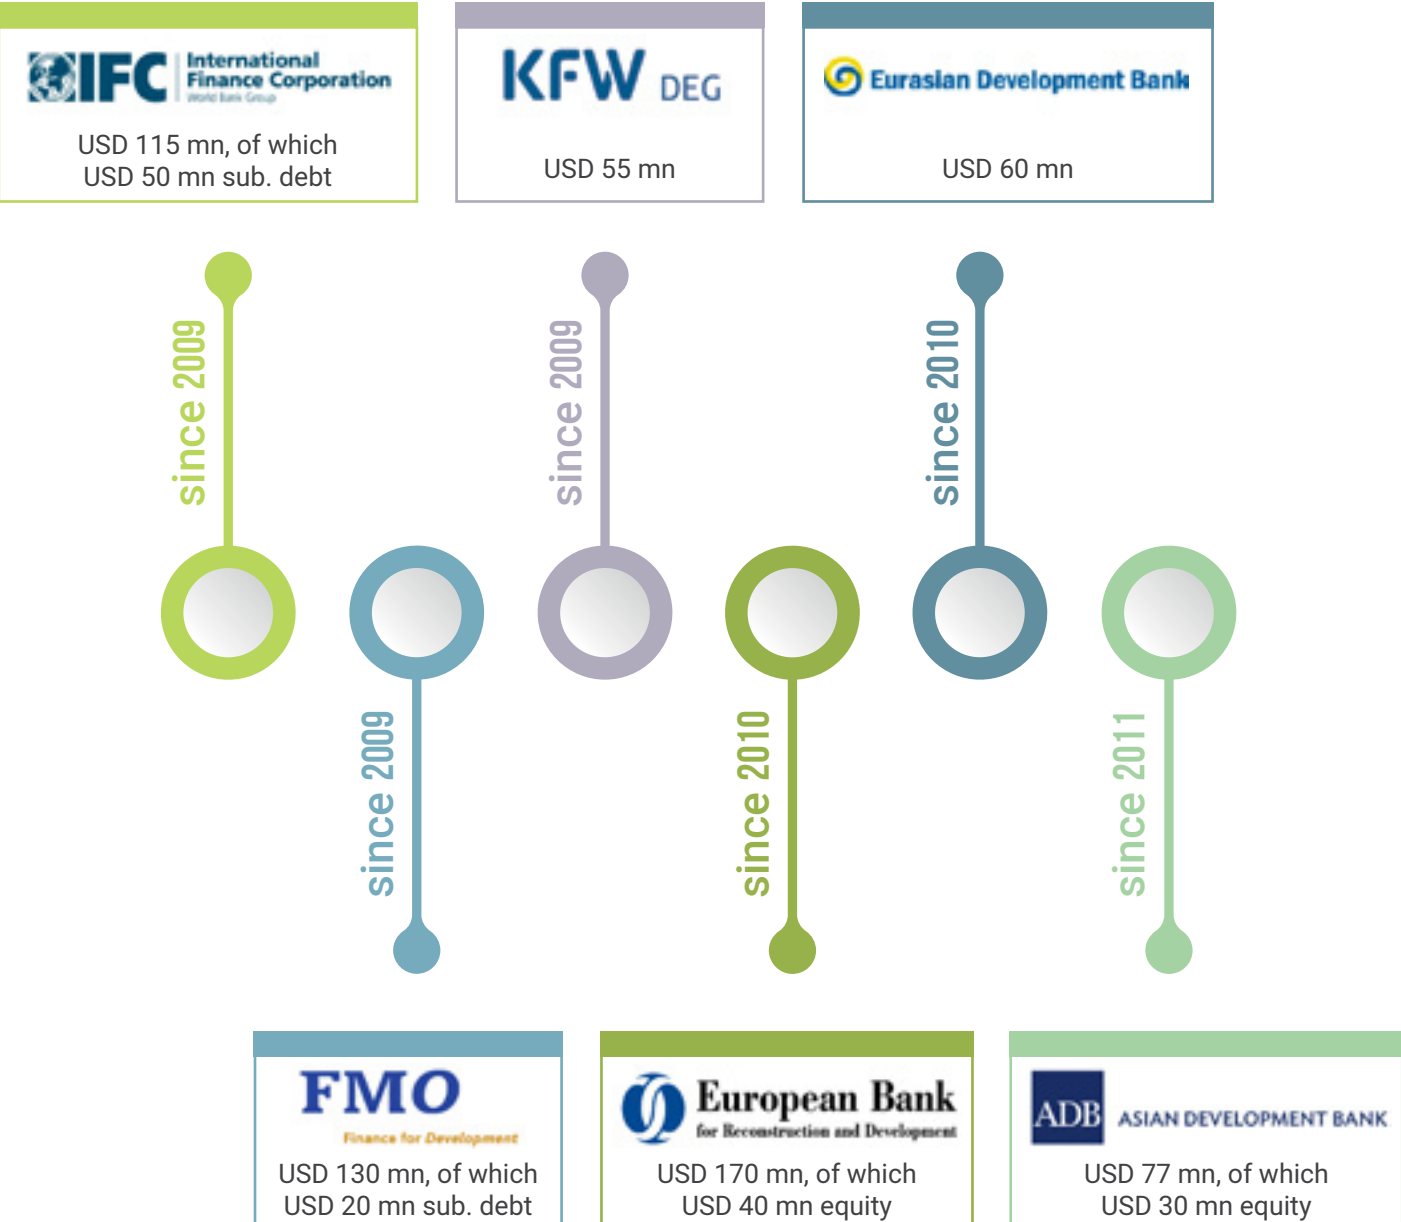 IFC
International
Finance Corporation
World Bank Group
USD 115 mn, of which
USD 50 mn sub. debt
KFW DEG
USD 55 mn
Eurasian Development Bank
USD 60 mn
since 2009
since 2009
since 2010
since 2009
since 2010
since 2011
FMO
Finance for Development
USD 130 mn, of which
USD 20 mn sub. debt
European Bank
for Reconstruction and Development
USD 170 mn, of which
USD 40 mn equity
ADB ASIAN DEVELOPMENT BANK
USD 77 mn, of which
USD 30 mn equity